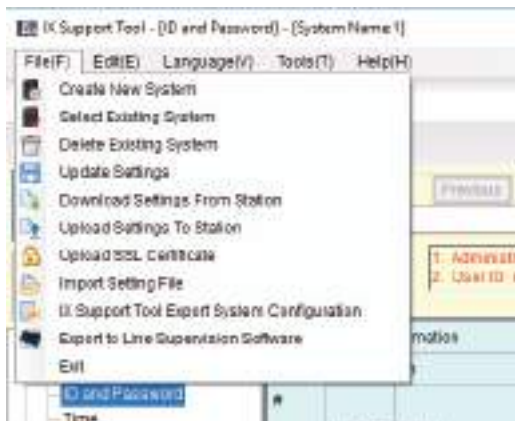 IX Support Tool - [ID and Password] - [System Name 1]
File(F) Edit(E) Language(V) Tools(T) Help(H)
Create New System
Select Existing System
Delete Existing System
Update Settings
Download Settings From Station
Previous
Upload Settings To Station
Upload SSL Certificate
1. Administ
Import Setting File
2. User ID
IX Support Tool Export System Configuration
Export to Line Supervision Software
mation
Exit
ID and Password
#
Time